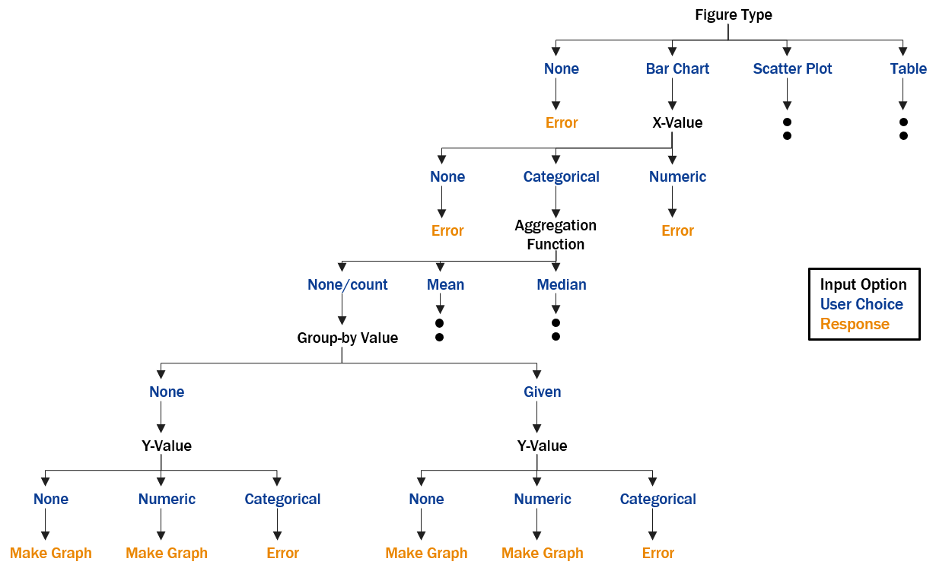 Figure Type
None
Bar Chart
Scatter Plot
Table
Error
X-Value
None
Categorical
Numeric
Error
Aggregation
Function
Error
None/count
Mean
Median
Input Option
User Choice
Response
Group-by Value
None
Given
Y-Value
Y-Value
None
Numeric
Categorical
None
Numeric
Categorical
Make Graph
Make Graph
Error
Make Graph
Make Graph
Error